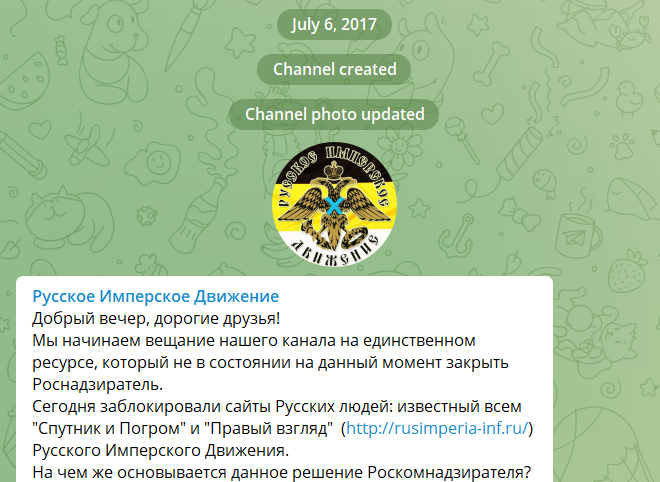 July 6, 2017
Channel created
Channel photo updated
РУССКОЕ ИМПЕРСКОЕ
ДВИЖЕНИЕ
Русское Имперское Движение
Добрый вечер, дорогие друзья!
Мы начинаем вещание нашего канала на единственном
ресурсе, который не в состоянии на данный момент закрыть
Роснадзиратель.
Сегодня заблокировали сайты Русских людей: известный всем
"Спутник и Погром" и "Правый взгляд" (http://rusimperia-inf.ru/)
Русского Имперского Движения.
На чем же основывается данное решение Роскомнадзирателя?